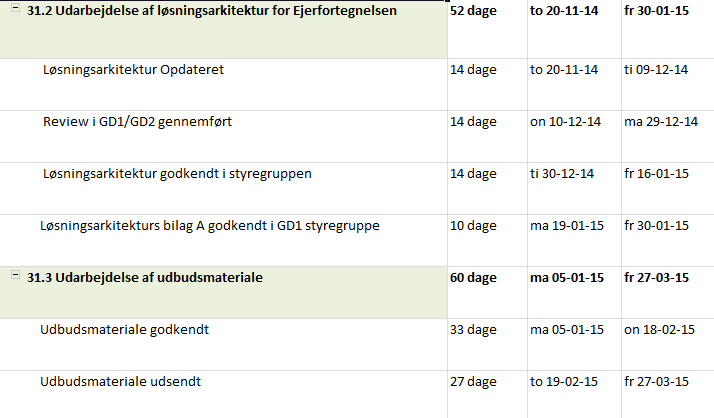 31.2 Udarbejdelse af løsningsarkitektur for Ejerfortegnelsen 52 dage to 20-11-14 fr 30-01-15
Løsningsarkitektur Opdateret 14 dage to 20-11-14 ti 09-12-14
Review i GD1/GD2 gennemført 14 dage on 10-12-14 ma 29-12-14
Løsningsarkitektur godkendt i styregruppen 14 dage ti 30-12-14 fr 16-01-15
Løsningsarkitekturs bilag A godkendt i GD1 styregruppe 10 dage ma 19-01-15 fr 30-01-15
31.3 Udarbejdelse af udbudsmateriale 60 dage ma 05-01-15 fr 27-03-15
Udbudsmateriale godkendt 33 dage ma 05-01-15 on 18-02-15
Udbudsmateriale udsendt 27 dage to 19-02-15 fr 27-03-15